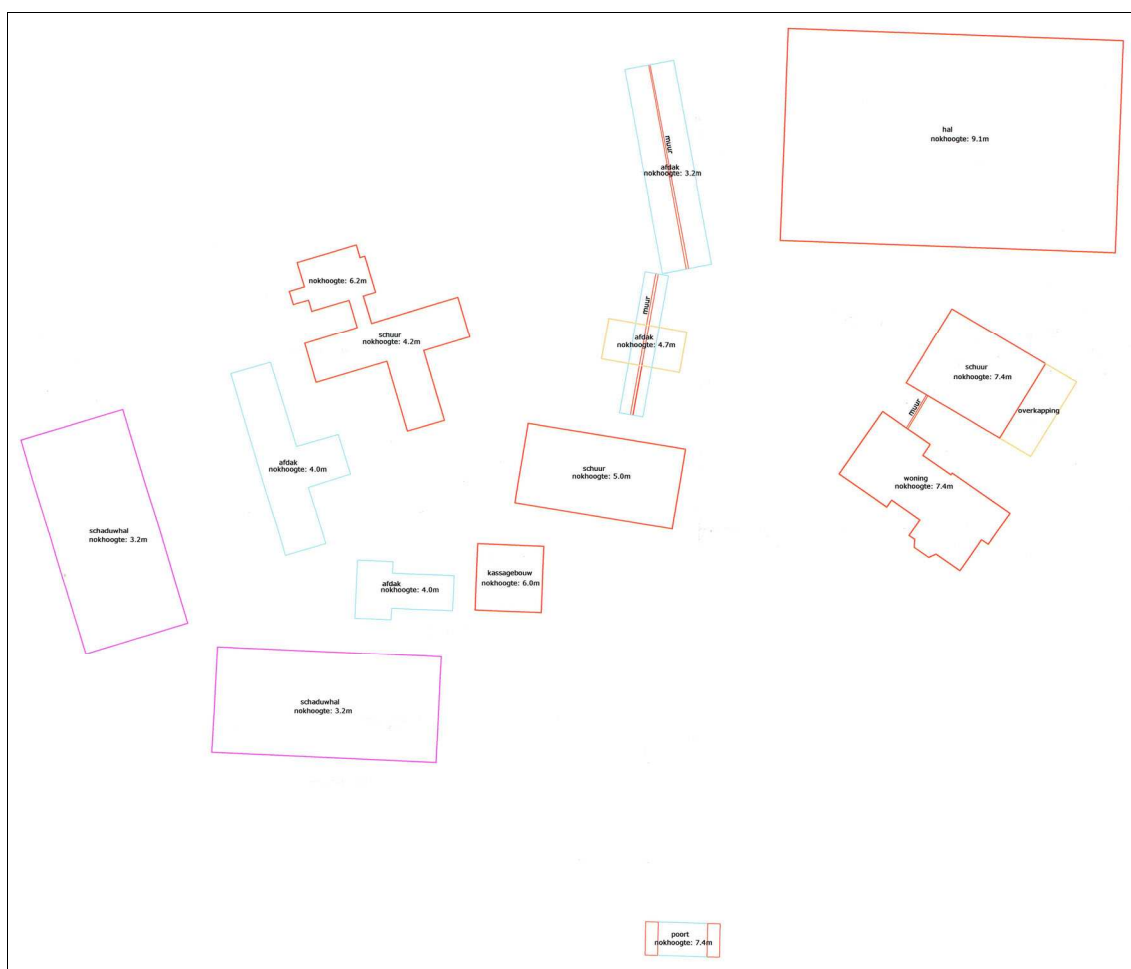 hal
nokhoogte: 9.1m
muur
afdak
nokhoogte: 3.2m
nokhoogte: 6.2m
muur
schuur
nokhoogte: 4.2m
afdak
nokhoogte: 4.7m
schuur
nokhoogte: 7.4m
muur
overkapping
afdak
nokhoogte: 4.0m
schuur
nokhoogte: 5.0m
woning
nokhoogte: 7.4m
schaduwhal
nokhoogte: 3.2m
afdak
nokhoogte: 4.0m
kassagebouw
nokhoogte: 6.0m
schaduwhal
nokhoogte: 3.2m
poort
nokhoogte: 7.4m